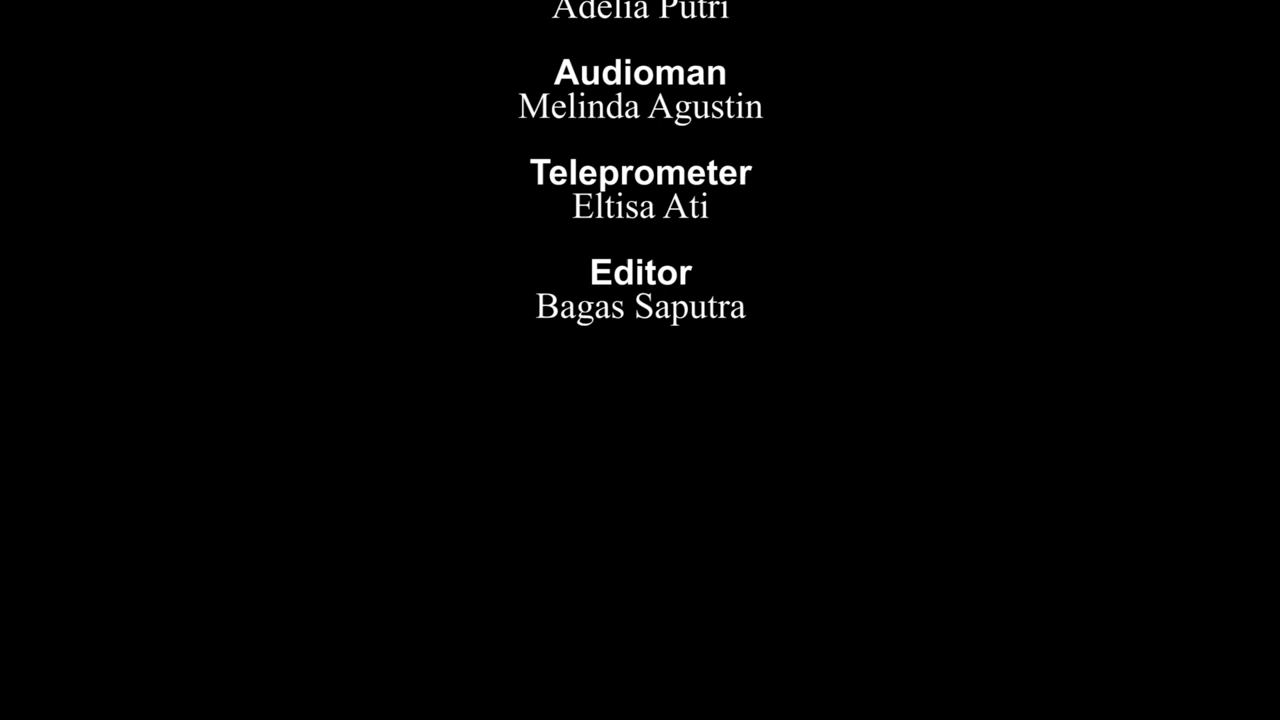 Adelia Putri
Audioman
Melinda Agustin
Teleprometer
Eltisa Ati
Editor
Bagas Saputra